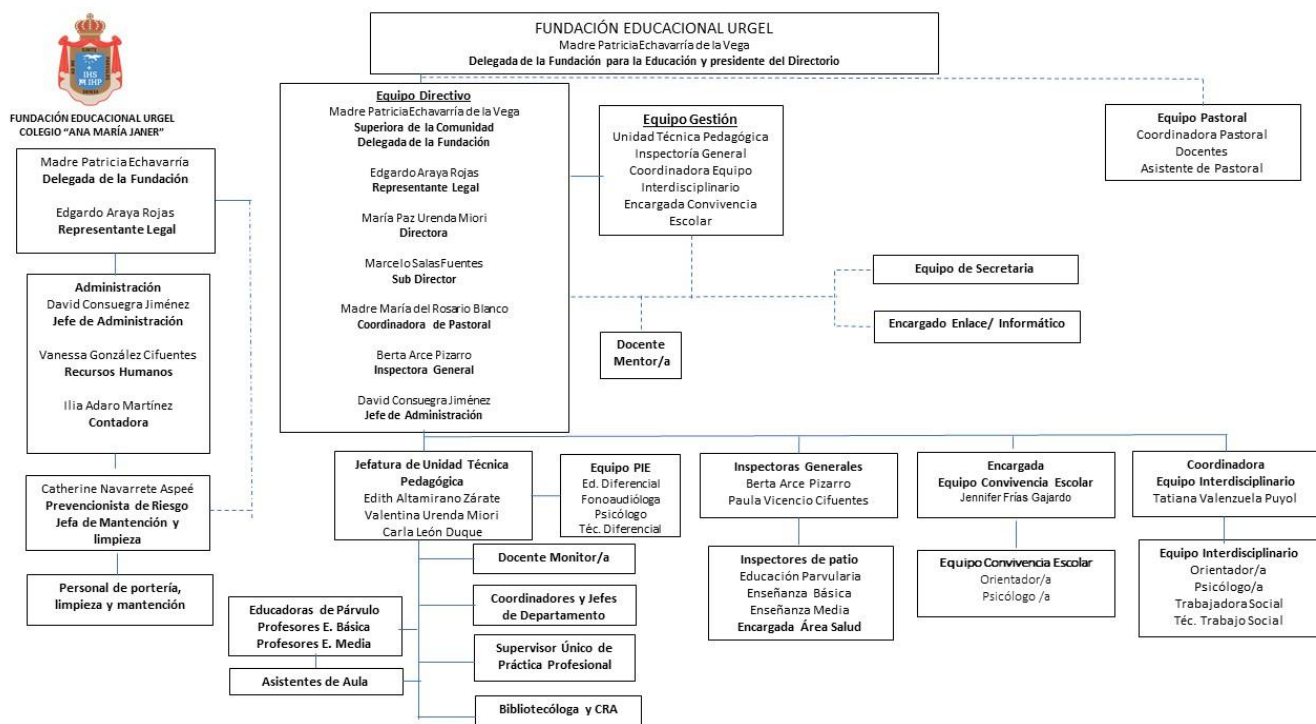 FUNDACIÓN EDUCACIONAL URGEL
COLEGIO "ANA MARÍA JANER"
FUNDACIÓN EDUCACIONAL URGEL
Madre Patricia Echavarría de la Vega
Delegada de la Fundación para la Educación y presidente del Directorio
Madre Patricia Echavarría
Delegada de la Fundación
Edgardo Araya Rojas
Representante Legal
Administración
David Consuegra Jiménez
Jefe de Administración
Vanessa González Cifuentes
Recursos Humanos
Ilia Adaro Martínez
Contadora
Catherine Navarrete Aspeé
Prevencionista de Riesgo
Jefa de Mantención y
limpieza
Personal de portería,
limpieza y mantención
Equipo Directivo
Madre Patricia Echavarría de la Vega
Superiora de la Comunidad
Delegada de la Fundación
Edgardo Araya Rojas
Representante Legal
María Paz Urenda Miori
Directora
Marcelo Salas Fuentes
Sub Director
Madre María del Rosario Blanco
Coordinadora de Pastoral
Berta Arce Pizarro
Inspectora General
David Consuegra Jiménez
Jefe de Administración
Equipo Gestión
Unidad Técnica Pedagógica
Inspectoría General
Coordinadora Equipo
Interdisciplinario
Encargada Convivencia
Escolar
Equipo Pastoral
Coordinadora Pastoral
Docentes
Asistente de Pastoral
Equipo de Secretaria
Encargado Enlace/ Informático
Docente
Mentor/a
Jefatura de Unidad Técnica
Pedagógica
Edith Altamirano Zárate
Valentina Urenda Miori
Carla León Duque
Equipo PIE
Ed. Diferencial
Fonoaudióloga
Psicólogo
Téc. Diferencial
Inspectoras Generales
Berta Arce Pizarro
Paula Vicencio Cifuentes
Encargada
Equipo Convivencia Escolar
Jennifer Frías Gajardo
Coordinadora
Equipo Interdisciplinario
Tatiana Valenzuela Puyol
Docente Monitor/a
Coordinadores y Jefes
de Departamento
Supervisor Único de
Práctica Profesional
Bibliotecóloga y CRA
Educadoras de Párvulo
Profesores E. Básica
Profesores E. Media
Asistentes de Aula
Inspectores de patio
Educación Parvularia
Enseñanza Básica
Enseñanza Media
Encargada Área Salud
Equipo Convivencia Escolar
Orientador/a
Psicólogo /a
Equipo Interdisciplinario
Orientador/a
Psicólogo/a
Trabajadora Social
Téc. Trabajo Social